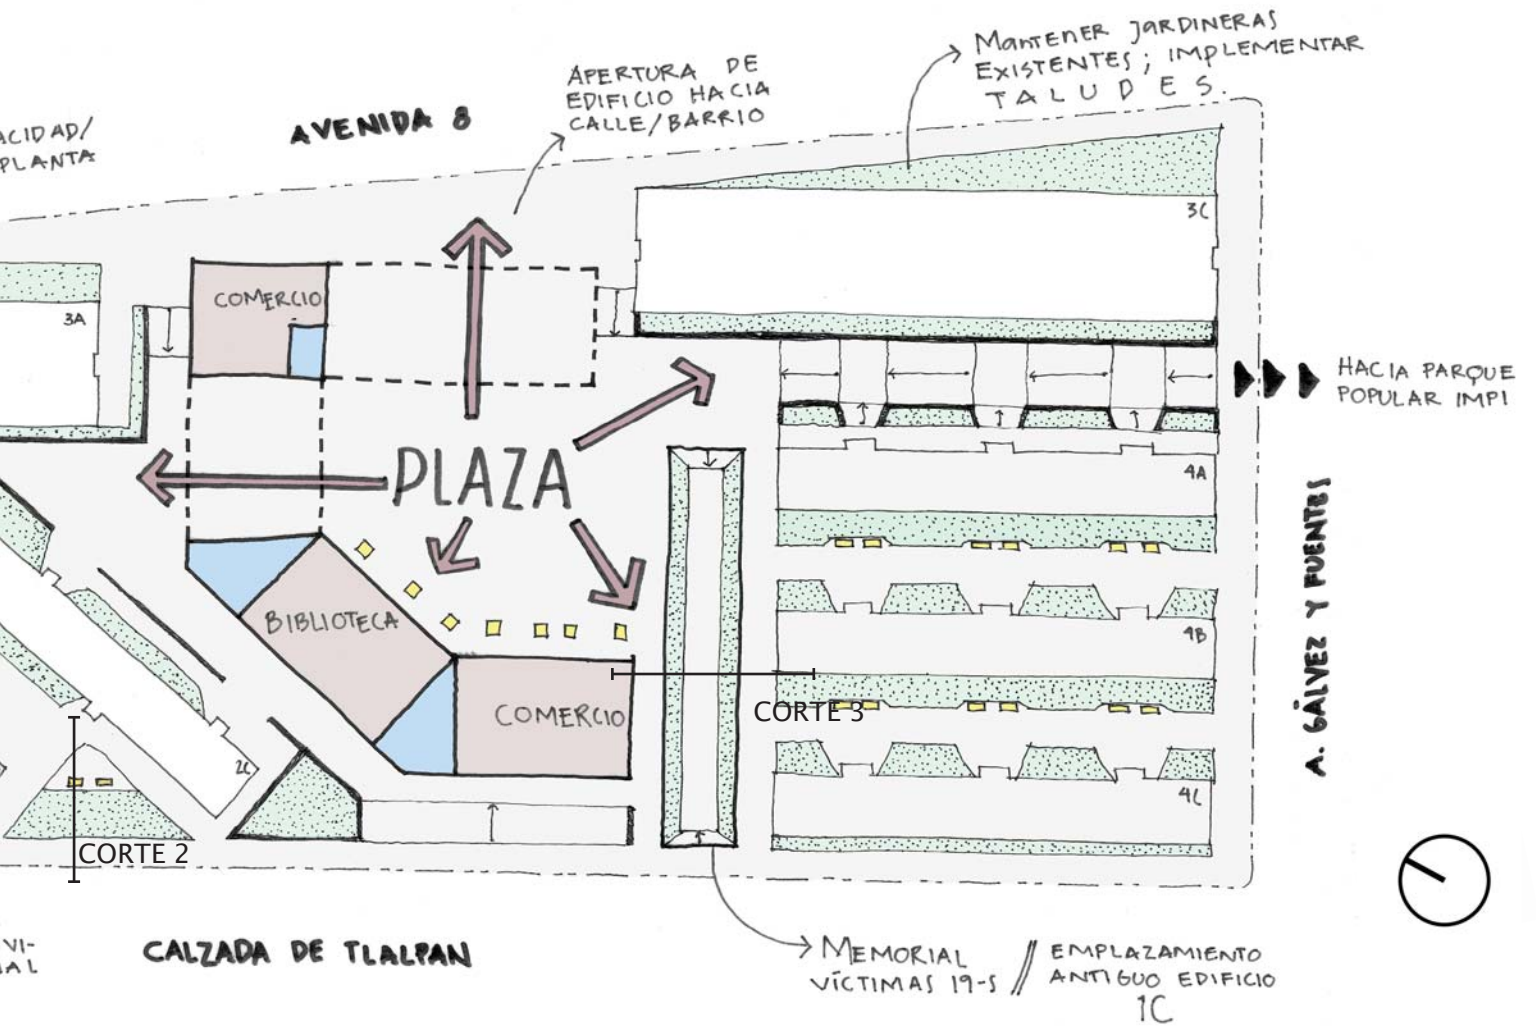 Mantener jardineras
existentes; implementar
taludes.
APERTURA DE
EDIFICIO HACIA
CALLE/BARRIO
AVENIDA 8
ACIDAD/
PLANTA
3C
COMERCIO
3A
HACIA PARQUE
POPULAR IMPI
PLAZA
4A
A. GÁLVEZ Y FUENTES
BIBLIOTECA
4B
COMERCIO
CORTE 3
2C
4C
CORTE 2
CALZADA DE TLALPAN
VI-
AL
MEMORIAL
VÍCTIMAS 19-S
//
EMPLAZAMIENTO
ANTIGUO EDIFICIO
1C